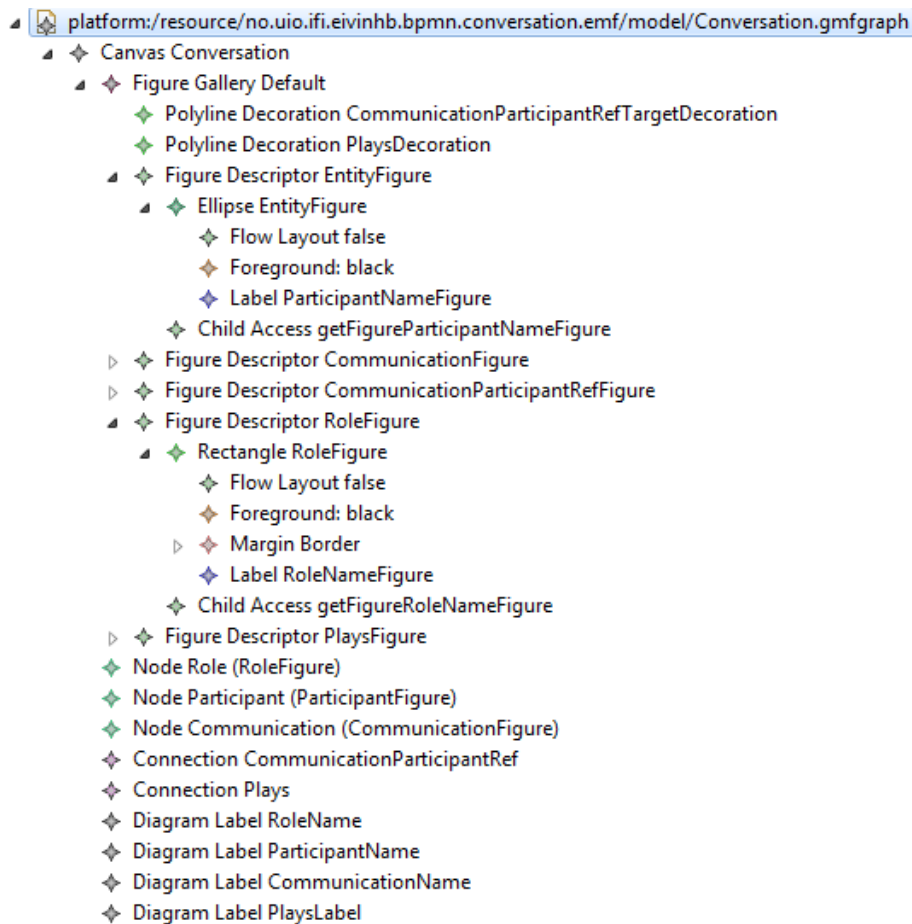 platform:/resource/no.uio.ifi.eivinhb.bpmn.conversation.emf/model/Conversation.gmfgraph
Canvas Conversation
Figure Gallery Default
Polyline Decoration CommunicationParticipantRefTargetDecoration
Polyline Decoration PlaysDecoration
Figure Descriptor EntityFigure
Ellipse EntityFigure
Flow Layout false
Foreground: black
Label ParticipantNameFigure
Child Access getFigureParticipantNameFigure
Figure Descriptor CommunicationFigure
Figure Descriptor CommunicationParticipantRefFigure
Figure Descriptor RoleFigure
Rectangle RoleFigure
Flow Layout false
Foreground: black
Margin Border
Label RoleNameFigure
Child Access getFigureRoleNameFigure
Figure Descriptor PlaysFigure
Node Role (RoleFigure)
Node Participant (ParticipantFigure)
Node Communication (CommunicationFigure)
Connection CommunicationParticipantRef
Connection Plays
Diagram Label RoleName
Diagram Label ParticipantName
Diagram Label CommunicationName
Diagram Label PlaysLabel